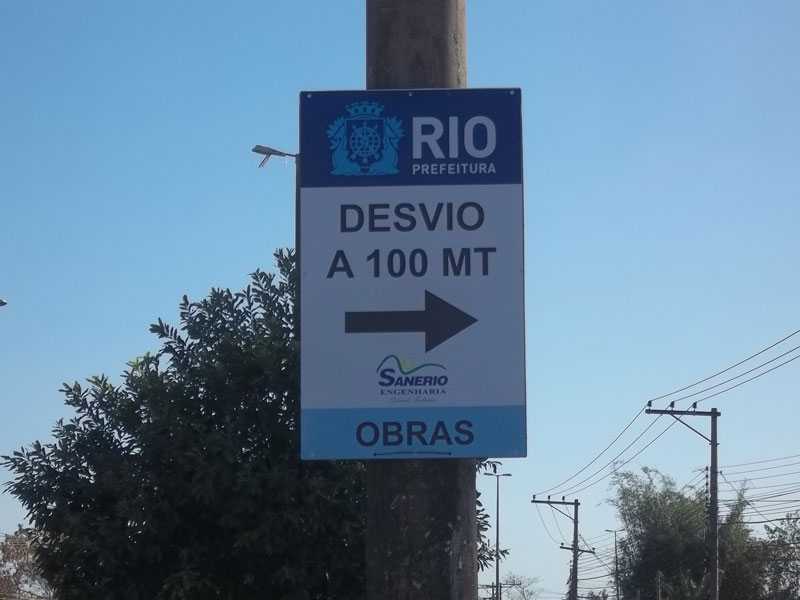 RIO
PREFEITURA
DESVIO
A 100 MT
SANERIO
ENGENHARIA
OBRAS